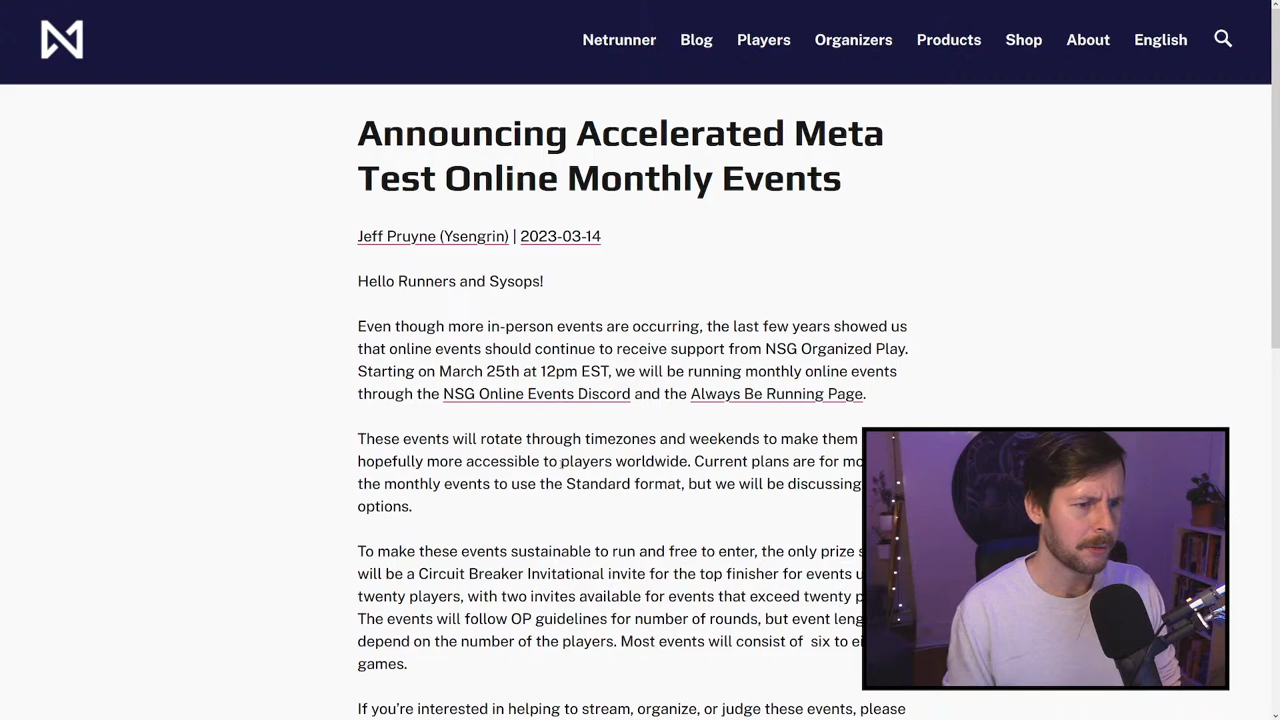 Netrunner Blog Players Organizers Products Shop About English
Announcing Accelerated Meta
Test Online Monthly Events
Jeff Pruyne (Ysengrin) | 2023-03-14
Hello Runners and Sysops!
Even though more in-person events are occurring, the last few years showed us
that online events should continue to receive support from NSG Organized Play.
Starting on March 25th at 12pm EST, we will be running monthly online events
through the NSG Online Events Discord and the Always Be Running Page.
These events will rotate through timezones and weekends to make them
hopefully more accessible to players worldwide. Current plans are for
the monthly events to use the Standard format, but we will be discussing
options.
To make these events sustainable to run and free to enter, the only prize
will be a Circuit Breaker Invitational invite for the top finisher for events
twenty players, with two invites available for events that exceed twenty
The events will follow OP guidelines for number of rounds, but event
depend on the number of the players. Most events will consist of six to
games.
If you're interested in helping to stream, organize, or judge these events, please